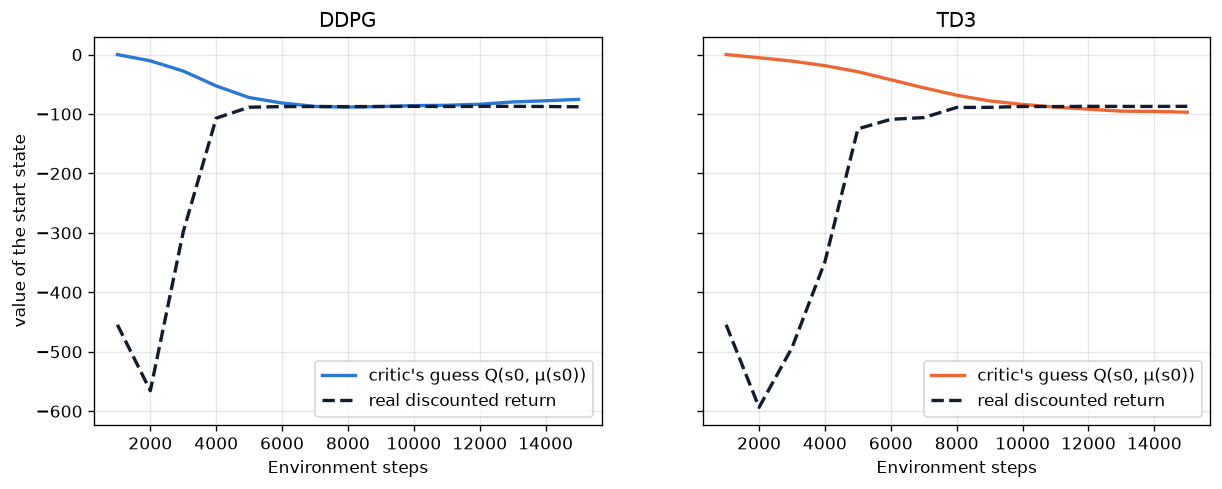 DDPG
value of the start state
0
−100
−200
−300
−400
−500
−600
2000 4000 6000 8000 10000 12000 14000
Environment steps
critic's guess Q(s0, μ(s0))
real discounted return
TD3
2000 4000 6000 8000 10000 12000 14000
Environment steps
critic's guess Q(s0, μ(s0))
real discounted return